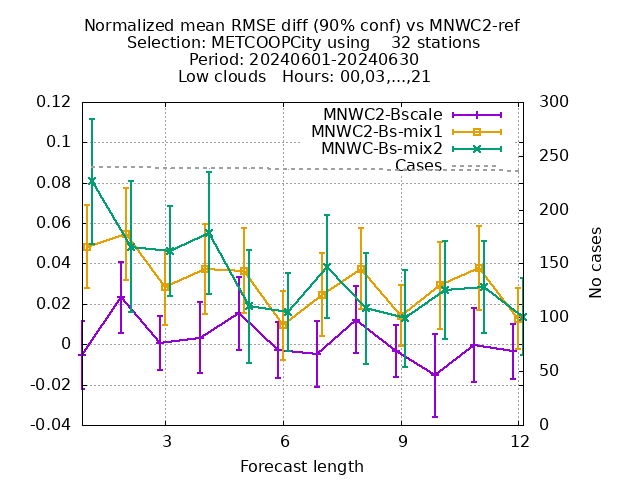 Normalized mean RMSE diff (90% conf) vs MNWC2-ref
Selection: METCOOPCity using 32 stations
Period: 20240601-20240630
Low clouds Hours: 00,03,...,21
0.12 300
MNWC2-Bscale
0.1 MNWC2-Bs-mix1
MNWC-Bs-mix2
250
Cases
0.08
0.06 200
0.04 150
No cases
0.02 100
0
-0.02 50
-0.04 0
3 6 9 12
Forecast length